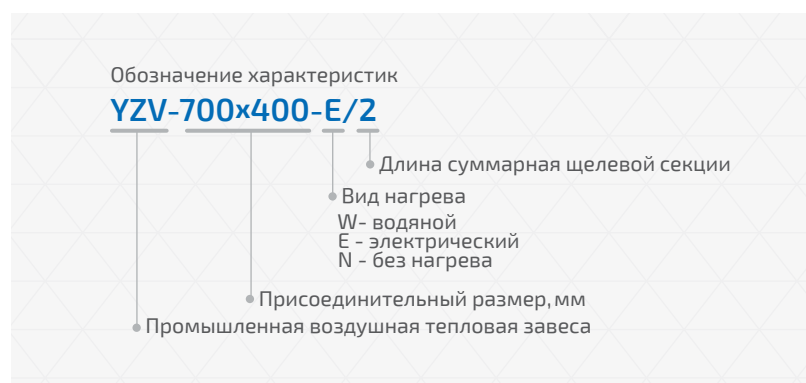 Обозначение характеристик
YZV-700x400-E/2
Длина суммарная щелевой секции
Вид нагрева
W- водяной
E - электрический
N - без нагрева
Присоединительный размер, мм
Промышленная воздушная тепловая завеса